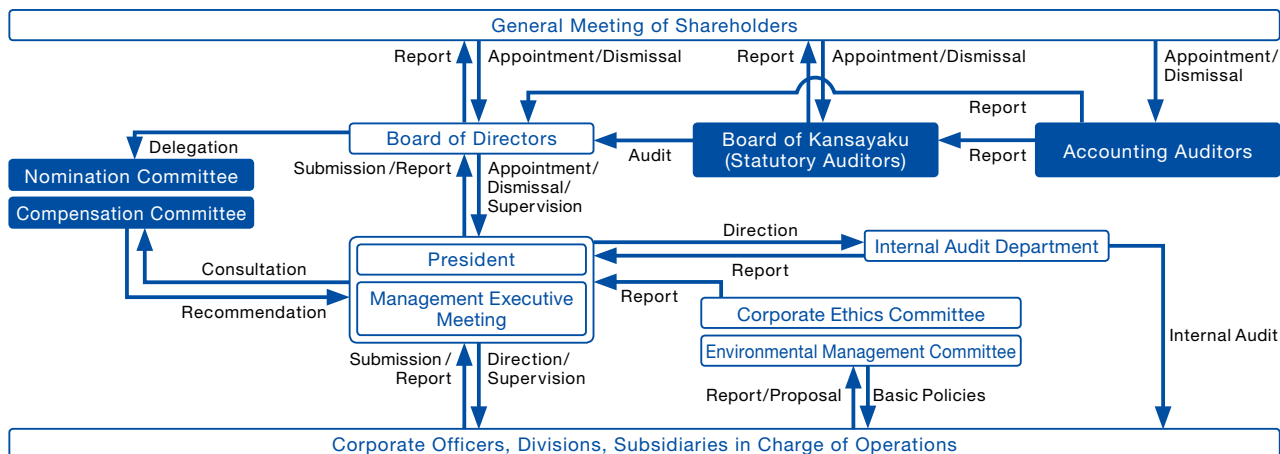 General Meeting of Shareholders
Report
Appointment/Dismissal
Report
Appointment/Dismissal
Appointment/
Dismissal
Report
Board of Directors
Audit
Board of Kansayaku
(Statutory Auditors)
Report
Accounting Auditors
Delegation
Nomination Committee
Compensation Committee
Submission/Report
Appointment/
Dismissal/
Supervision
Direction
Internal Audit Department
President
Report
Consultation
Recommendation
Management Executive
Meeting
Report
Corporate Ethics Committee
Environmental Management Committee
Internal Audit
Submission/
Report
Direction/
Supervision
Report/Proposal
Basic Policies
Corporate Officers, Divisions, Subsidiaries in Charge of Operations